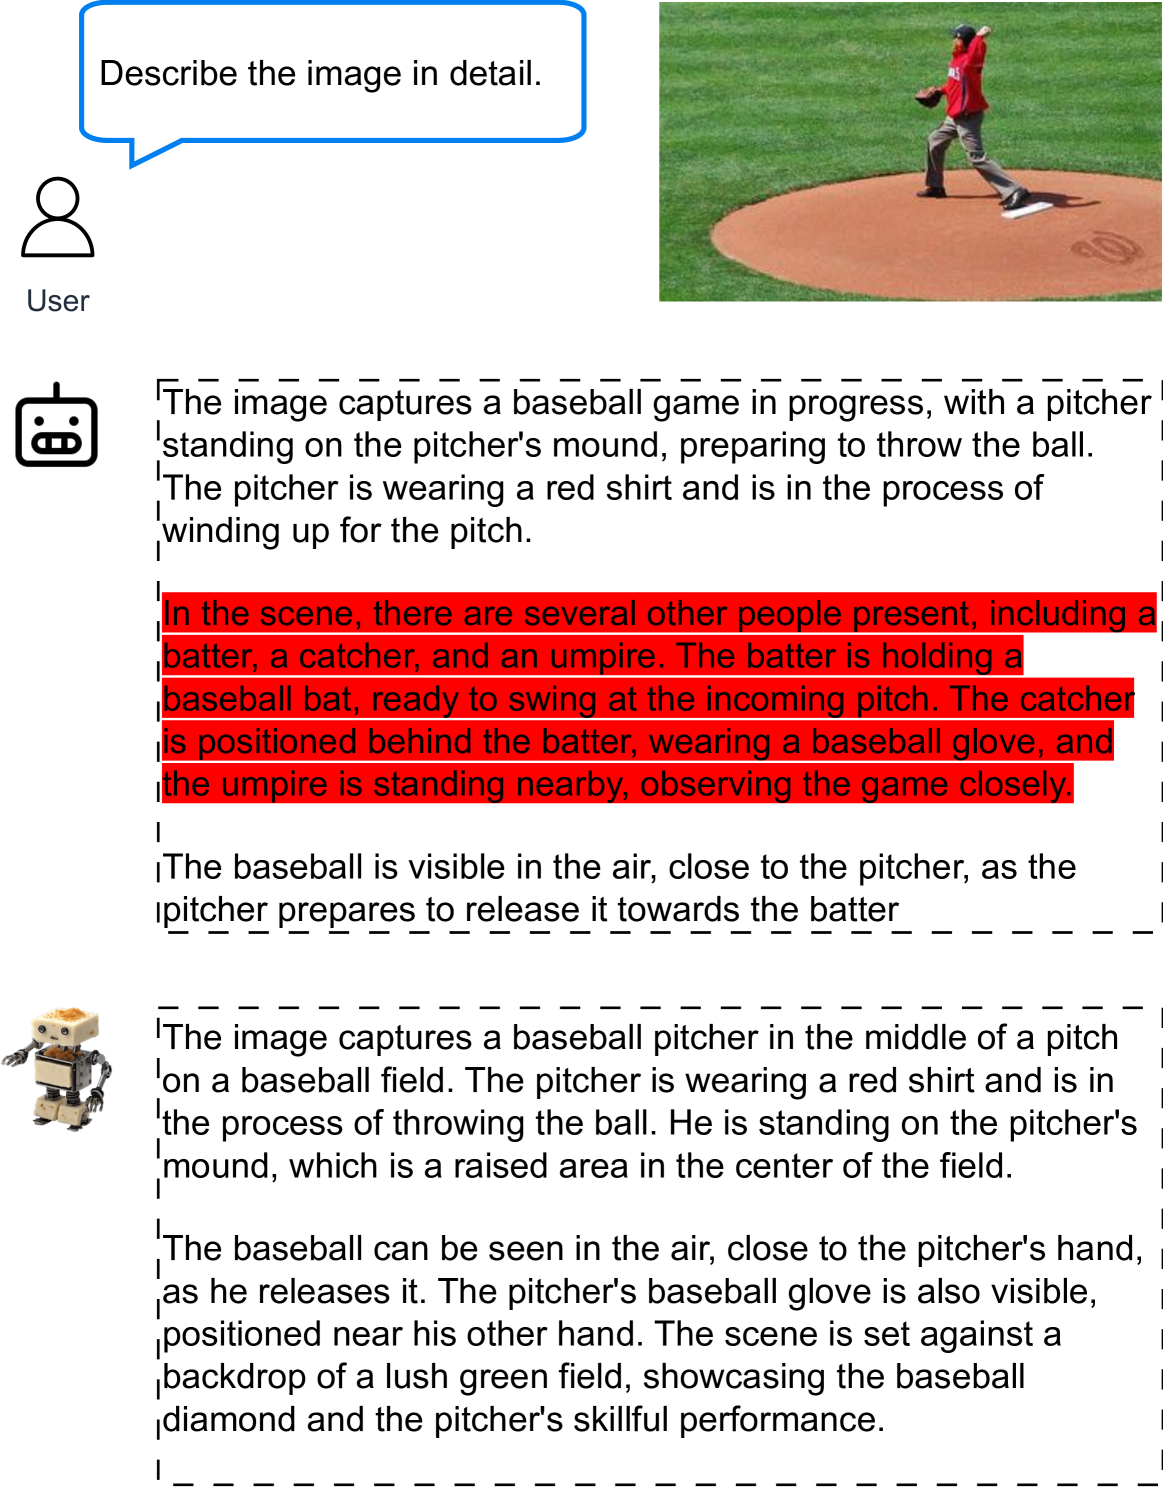 Describe the image in detail.
User
The image captures a baseball game in progress, with a pitcher
standing on the pitcher's mound, preparing to throw the ball.
The pitcher is wearing a red shirt and is in the process of
winding up for the pitch.
In the scene, there are several other people present, including a
batter, a catcher, and an umpire. The batter is holding a
baseball bat, ready to swing at the incoming pitch. The catcher
is positioned behind the batter, wearing a baseball glove, and
the umpire is standing nearby, observing the game closely.
The baseball is visible in the air, close to the pitcher, as the
pitcher prepares to release it towards the batter
The image captures a baseball pitcher in the middle of a pitch
on a baseball field. The pitcher is wearing a red shirt and is in
the process of throwing the ball. He is standing on the pitcher's
mound, which is a raised area in the center of the field.
The baseball can be seen in the air, close to the pitcher's hand,
as he releases it. The pitcher's baseball glove is also visible,
positioned near his other hand. The scene is set against a
backdrop of a lush green field, showcasing the baseball
diamond and the pitcher's skillful performance.